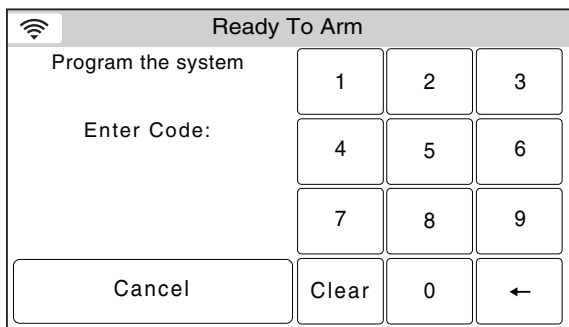 Ready To Arm
Program the system
Enter Code:
1 2 3
4 5 6
7 8 9
Cancel Clear 0 ←